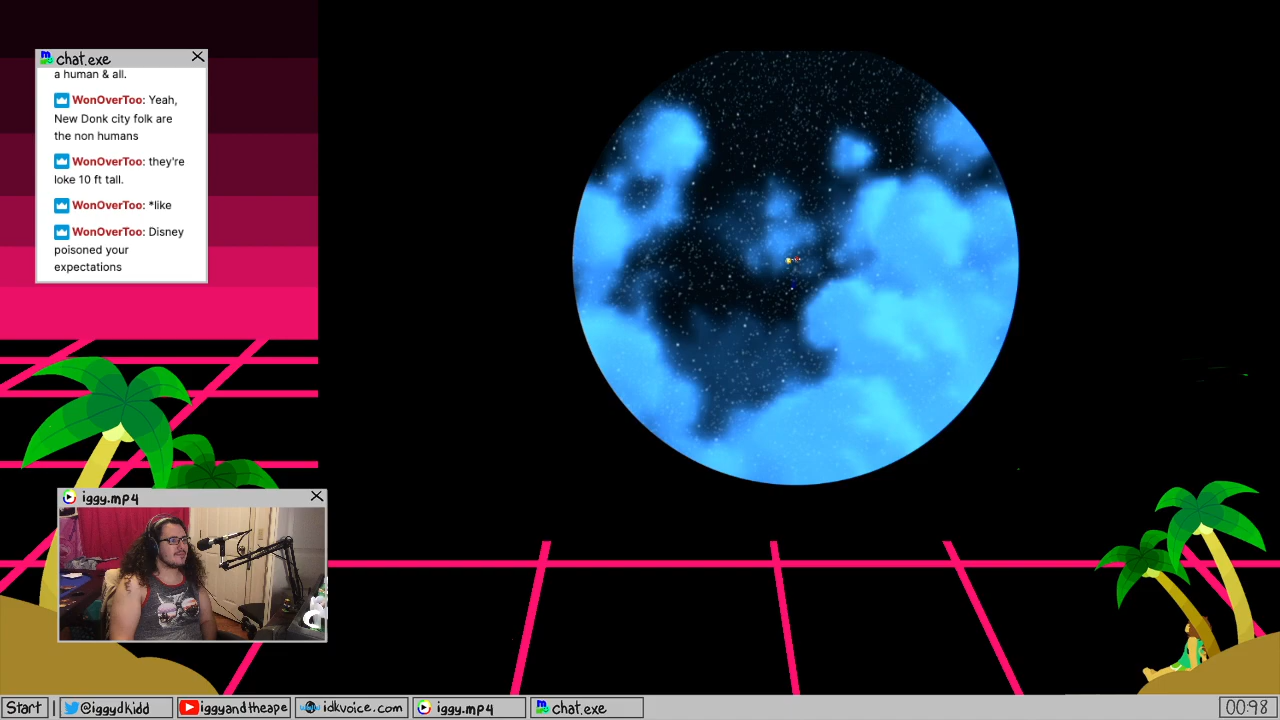 chat.exe
a human & all.
WonOverToo: Yeah,
New Donk city folk are
the non humans
WonOverToo: they're
loke 10 ft tall.
WonOverToo: *like
WonOverToo: Disney
poisoned your
expectations
iggy.mp4
Start | @iggydkidd iggyandtheape idkvoice.com iggy.mp4 chat.exe 00:98